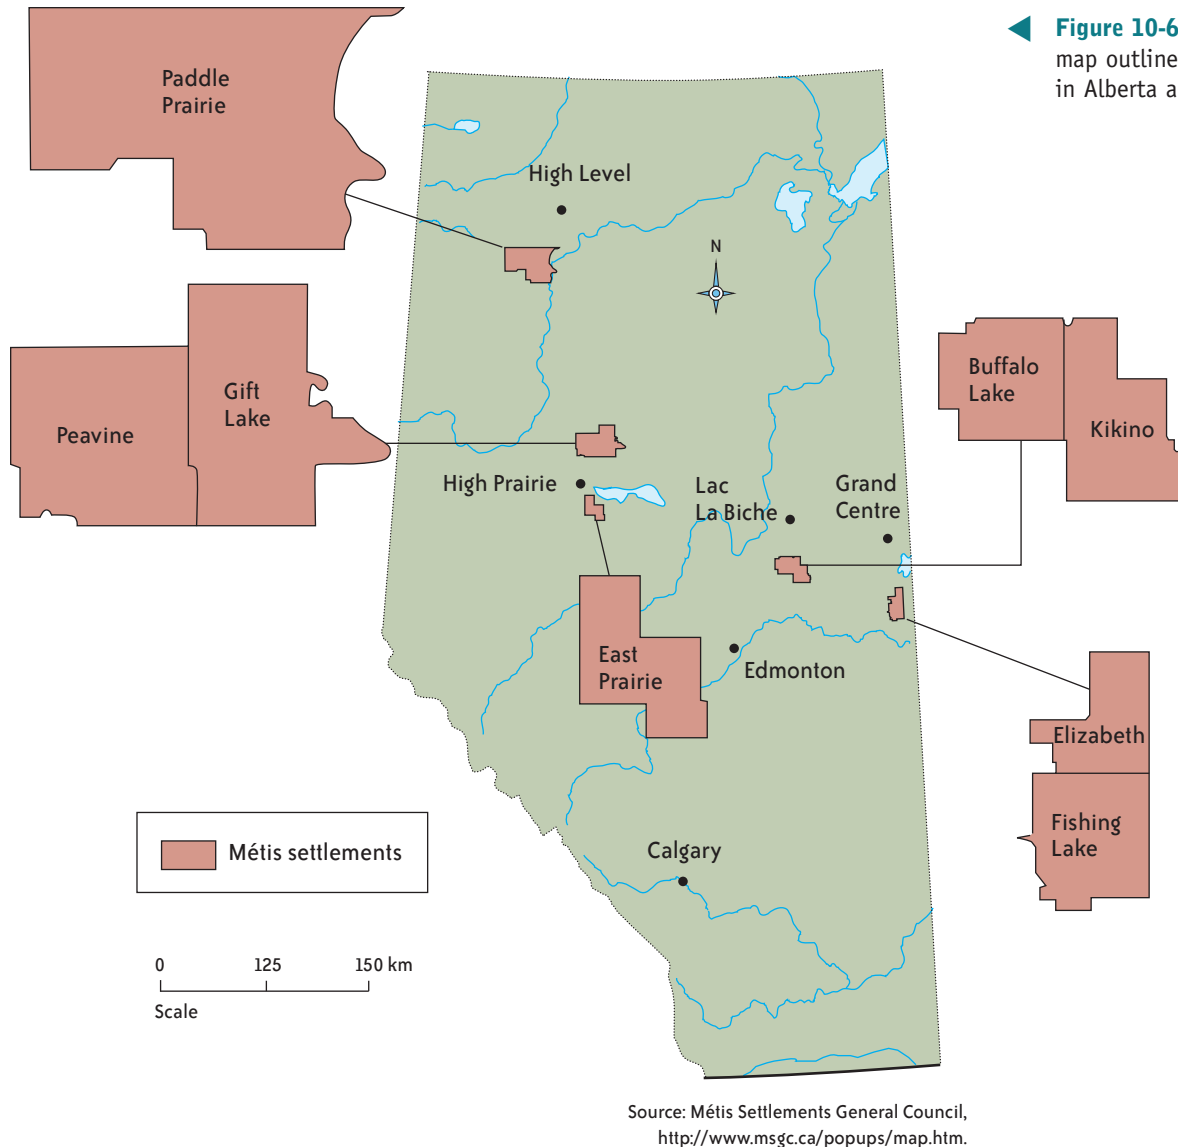 ◀ Figure 10-6
map outline
in Alberta a
Paddle
Prairie
High Level
N
Gift
Lake
Peavine
Buffalo
Lake
Kikino
High Prairie
Lac
La Biche
Grand
Centre
East
Prairie
Edmonton
Elizabeth
Fishing
Lake
Métis settlements
Calgary
0 125 150 km
Scale
Source: Métis Settlements General Council,
http://www.msgc.ca/popups/map.htm.